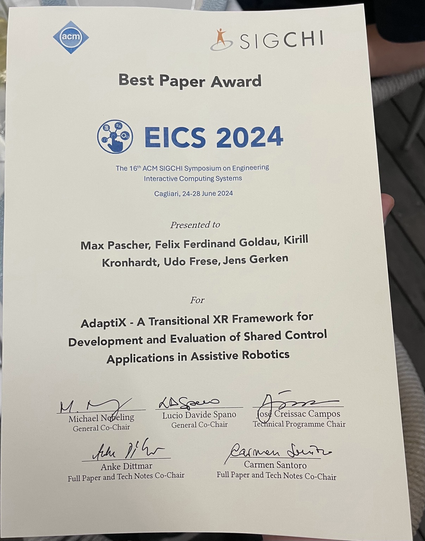 acm
SIGCHI
Best Paper Award
EICS 2024
The 16th ACM SIGCHI Symposium on Engineering
Interactive Computing Systems
Cagliari, 24-28 June 2024
Presented to
Max Pascher, Felix Ferdinand Goldau, Kirill
Kronhardt, Udo Frese, Jens Gerken
For
AdaptiX - A Transitional XR Framework for
Development and Evaluation of Shared Control
Applications in Assistive Robotics
Michael Nebeling
General Co-Chair
Lucio Davide Spano
General Co-Chair
José Creissac Campos
Technical Programme Chair
Anke Dittmar
Full Paper and Tech Notes Co-Chair
Carmen Santoro
Full Paper and Tech Notes Co-Chair